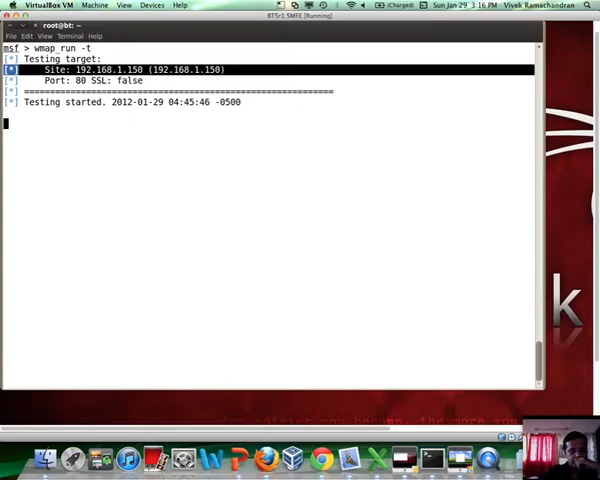 VirtualBox VM Machine View Devices Help (Charged) Sun Jan 29 3:16 PM Vivek Ramachandran
BT5r1 SMFE [Running]
root@bt: ~
File Edit View Terminal Help
msf > wmap_run -t
[*] Testing target:
[*] Site: 192.168.1.150 (192.168.1.150)
[*] Port: 80 SSL: false
[*] ============================================================
[*] Testing started. 2012-01-29 04:45:46 -0500
k